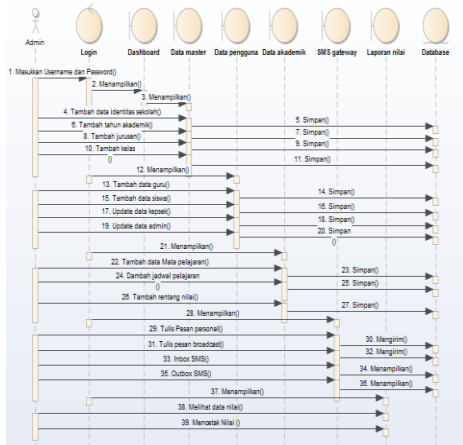 Admin
Login
Dashboard
Data master
Data pengguna
Data akademik
SMS gateway
Laporan nilai
Database
1. Masukkan Username dan Password()
2. Menampilkan()
3. Menampilkan()
4. Tambah data identitas sekolah()
5. Simpan()
6. Tambah tahun akademik()
7. Simpan()
8. Tambah jurusan()
9. Simpan()
10. Tambah kelas
()
11. Simpan()
12. Menampilkan()
13. Tambah data guru()
14. Simpan()
15. Tambah data siswa()
16. Simpan()
17. Update data kepsek()
18. Simpan()
19. Update data admin()
20. Simpan
()
21. Menampilkan()
22. Tambah data Mata pelajaran()
23. Simpan()
24. Dambah jadwal pelajaran
()
25. Simpan()
26. Tambah rentang nilai()
27. Simpan()
28. Menampilkan()
29. Tulis Pesan personal()
30. Mengirim()
31. Tulis pesan broadcast()
32. Mengirim()
33. Inbox SMS()
34. Menampilkan()
35. Outbox SMS()
36. Menampilkan()
37. Menampilkan()
38. Melihat data nilai()
39. Mencetak Nilai ()